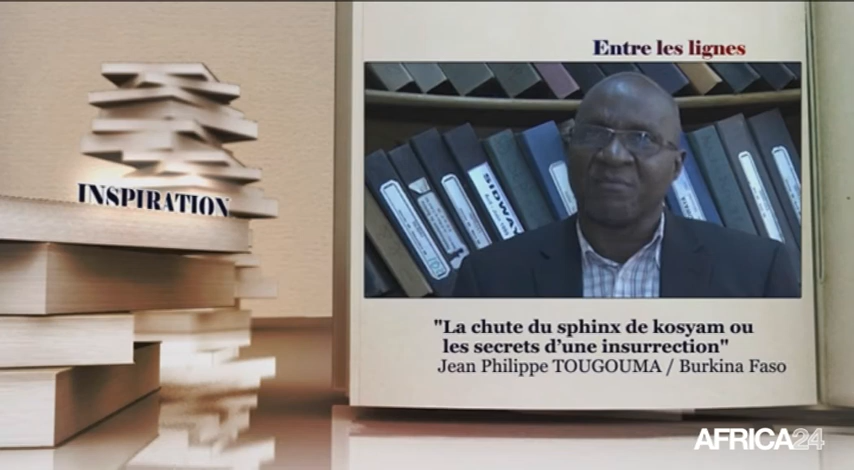 Entre les lignes
INSPIRATION
SIDWAY
"La chute du sphinx de kosyam ou
les secrets d'une insurrection"
Jean Philippe TOUGOUMA / Burkina Faso
AFRICA24